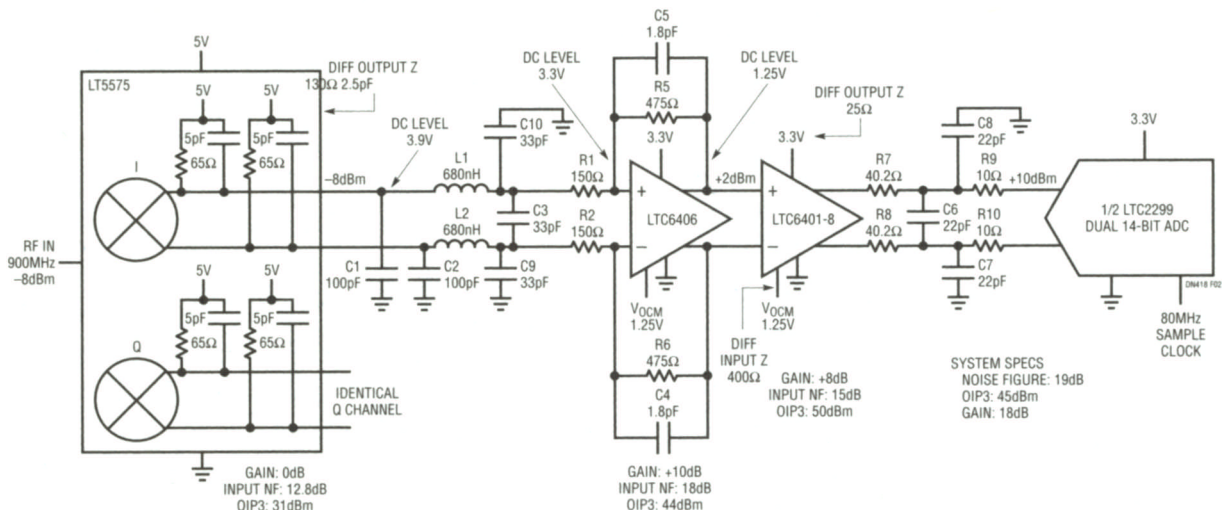 5V
LT5575
5V
5V
5pF
65Ω
5pF
65Ω
I
DIFF OUTPUT Z
130Ω 2.5pF
RF IN
900MHz
–8dBm
5V
5V
5pF
65Ω
5pF
65Ω
Q
IDENTICAL
Q CHANNEL
GAIN: 0dB
INPUT NF: 12.8dB
OIP3: 31dBm
–8dBm
DC LEVEL
3.9V
L1
680nH
L2
680nH
C1
100pF
C2
100pF
C10
33pF
C3
33pF
C9
33pF
R1
150Ω
R2
150Ω
DC LEVEL
3.3V
C5
1.8pF
R5
475Ω
3.3V
+
–
LTC6406
VOCM
1.25V
R6
475Ω
C4
1.8pF
GAIN: +10dB
INPUT NF: 18dB
OIP3: 44dBm
DC LEVEL
1.25V
+2dBm
DIFF OUTPUT Z
25Ω
3.3V
+
–
LTC6401-8
VOCM
1.25V
DIFF
INPUT Z
400Ω
GAIN: +8dB
INPUT NF: 15dB
OIP3: 50dBm
R7
40.2Ω
R8
40.2Ω
C8
22pF
C6
22pF
C7
22pF
R9
10Ω
R10
10Ω
+10dBm
3.3V
1/2 LTC2299
DUAL 14-BIT ADC
DN418 F02
80MHz
SAMPLE
CLOCK
SYSTEM SPECS
NOISE FIGURE: 19dB
OIP3: 45dBm
GAIN: 18dB